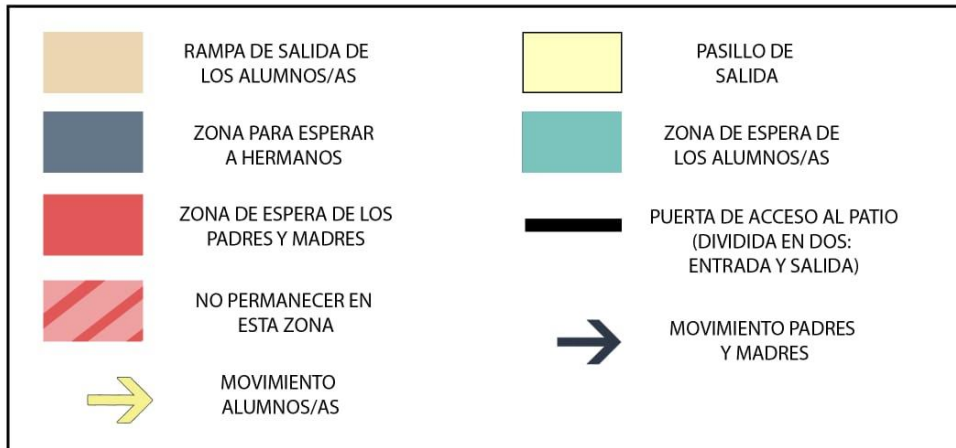 RAMPA DE SALIDA DE
LOS ALUMNOS/AS
ZONA PARA ESPERAR
A HERMANOS
ZONA DE ESPERA DE LOS
PADRES Y MADRES
NO PERMANECER EN
ESTA ZONA
MOVIMIENTO
ALUMNOS/AS
PASILLO DE
SALIDA
ZONA DE ESPERA DE
LOS ALUMNOS/AS
PUERTA DE ACCESO AL PATIO
(DIVIDIDA EN DOS:
ENTRADA Y SALIDA)
MOVIMIENTO PADRES
Y MADRES